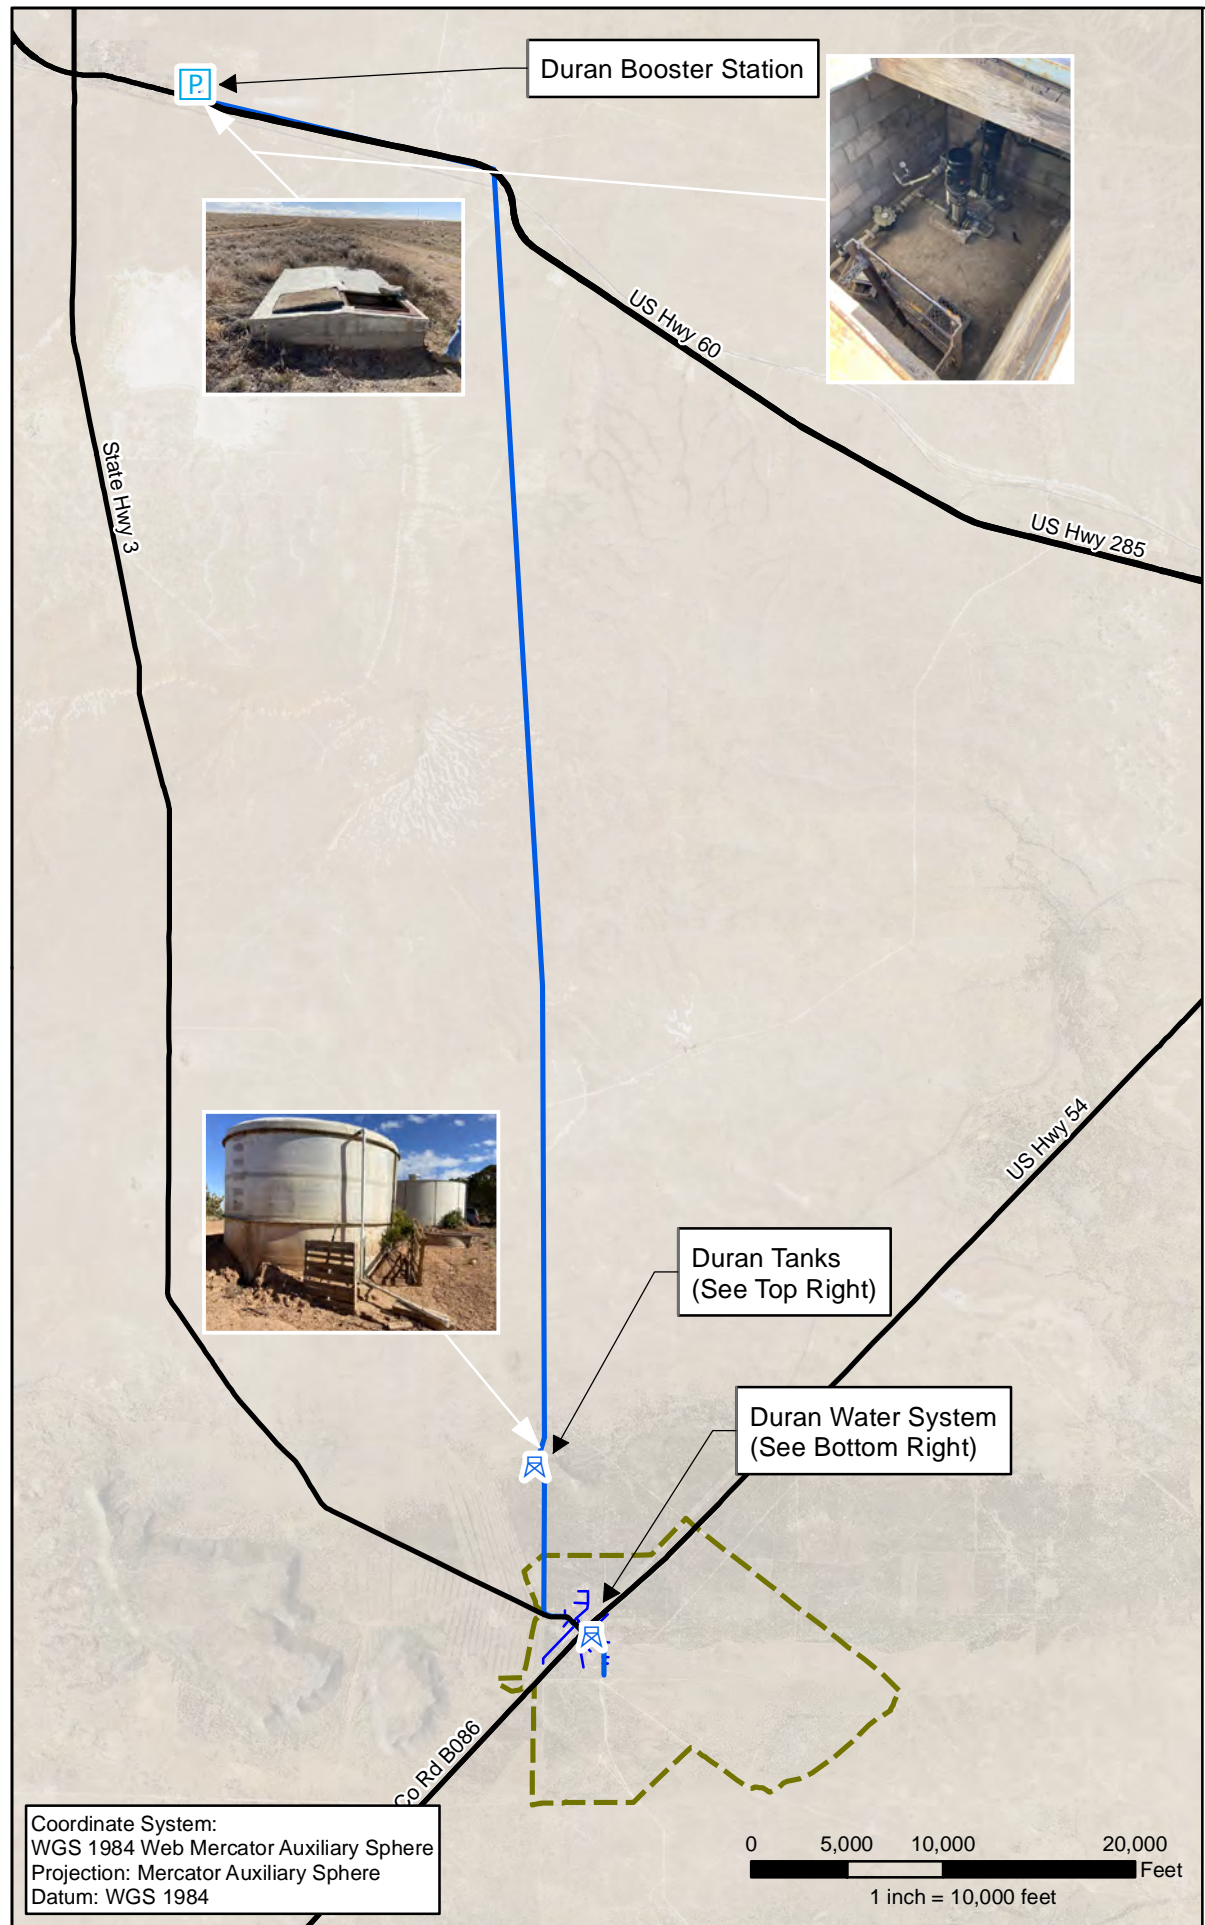 Duran Booster Station
P
US Hwy 60
State Hwy 3
US Hwy 285
US Hwy 54
Duran Tanks
(See Top Right)
Duran Water System
(See Bottom Right)
Co Rd B086
Coordinate System:
WGS 1984 Web Mercator Auxiliary Sphere
Projection: Mercator Auxiliary Sphere
Datum: WGS 1984
0 5,000 10,000 20,000
Feet
1 inch = 10,000 feet